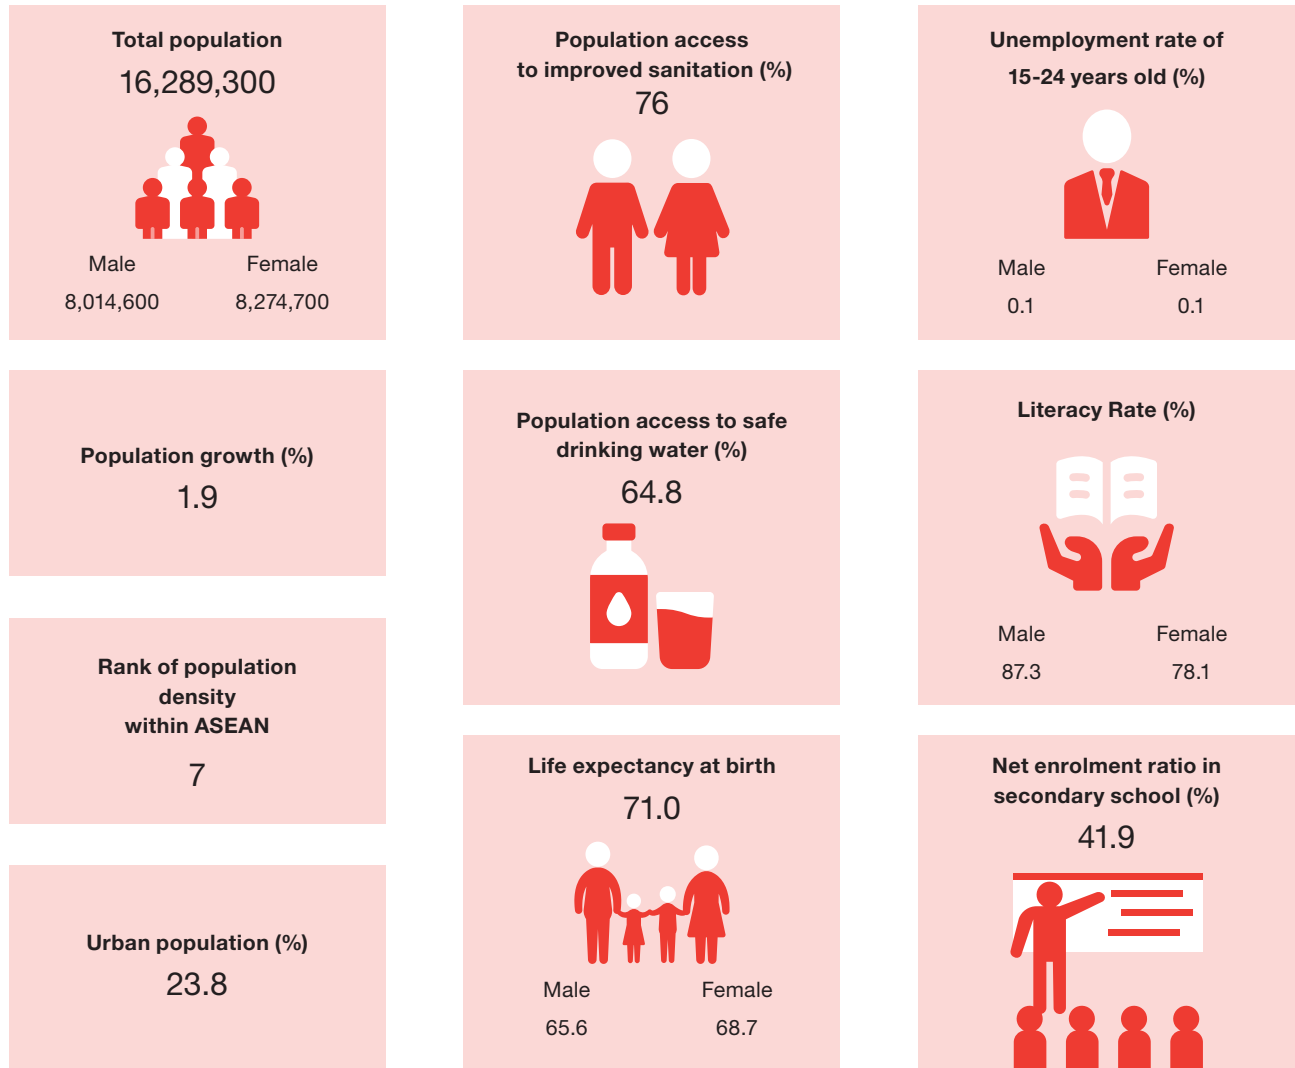 Total population
16,289,300
Male Female
8,014,600 8,274,700
Population growth (%)
1.9
Rank of population
density
within ASEAN
7
Urban population (%)
23.8
Population access
to improved sanitation (%)
76
Population access to safe
drinking water (%)
64.8
Life expectancy at birth
71.0
Male Female
65.6 68.7
Unemployment rate of
15-24 years old (%)
Male Female
0.1 0.1
Literacy Rate (%)
Male Female
87.3 78.1
Net enrolment ratio in
secondary school (%)
41.9